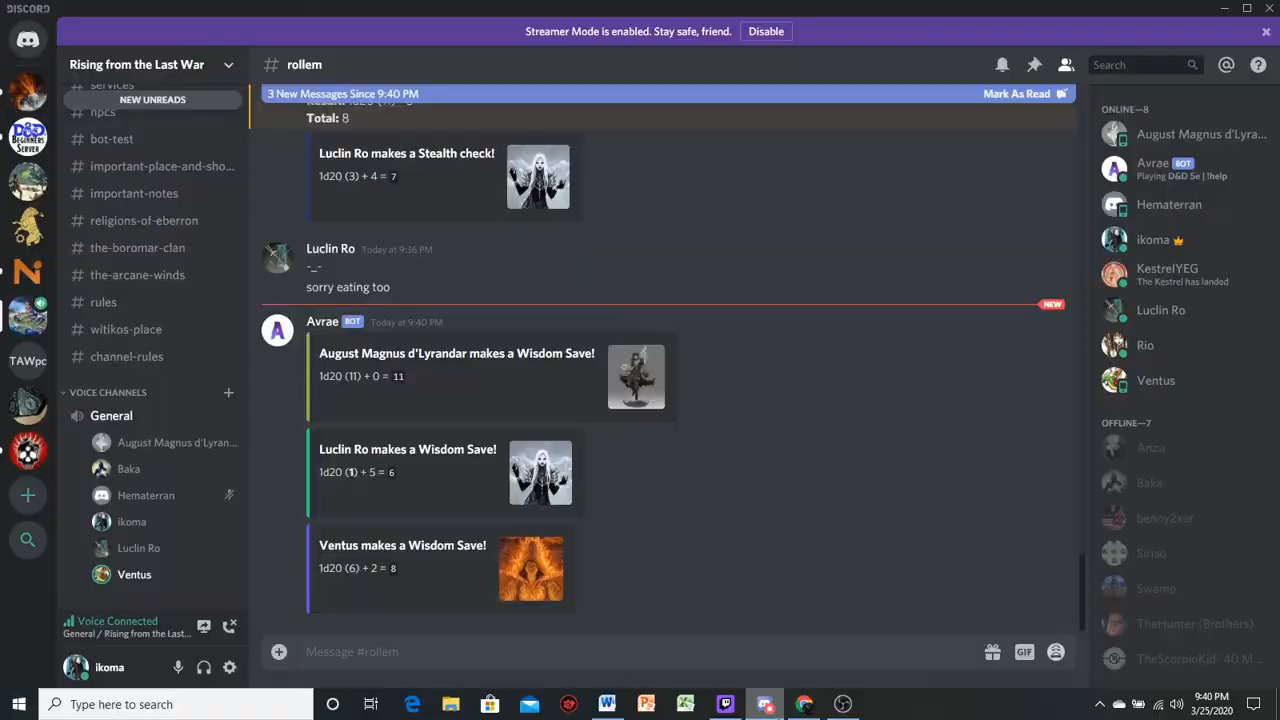 DISCORD
Streamer Mode is enabled. Stay safe, friend. Disable
Rising from the Last War
services
NEW UNREADS
npcs
bot-test
important-place-and-sho...
important-notes
religions-of-eberron
the-boromar-clan
the-arcane-winds
rules
witikos-place
channel-rules
VOICE CHANNELS
General
August Magnus d'Lyran...
Baka
Hematerran
ikoma
Luclin Ro
Ventus
Voice Connected
General / Rising from the Last...
ikoma
D&D
BEGINNERS
SERVER
TAWpc
# rollem
3 New Messages Since 9:40 PM
Mark As Read
Total: 8
Luclin Ro makes a Stealth check!
1d20 (3) + 4 = 7
Luclin Ro Today at 9:36 PM
-_-
sorry eating too
NEW
Avrae BOT Today at 9:40 PM
August Magnus d'Lyrandar makes a Wisdom Save!
1d20 (11) + 0 = 11
Luclin Ro makes a Wisdom Save!
1d20 (1) + 5 = 6
Ventus makes a Wisdom Save!
1d20 (6) + 2 = 8
Message #rollem
GIF
Search
ONLINE—8
August Magnus d'Lyra...
Avrae BOT
Playing D&D 5e | !help
Hematerran
ikoma
KestrelYEG
The Kestrel has landed
Luclin Ro
Rio
Ventus
OFFLINE—7
Anzu
Baka
benny2xer
Siriso
Swamp
TheHunter (Brothers)
TheScorpioKid- 40 M...
Type here to search
9:40 PM
3/25/2020